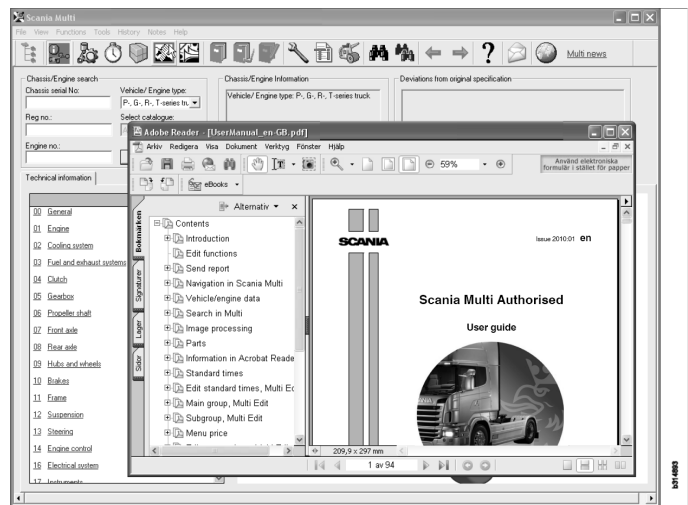 Scania Multi
File View Functions Tools History Notes Help
Multi news
Chassis/Engine search
Chassis serial No:
Vehicle/ Engine type:
P-, G-, R-, T-series tru
Reg no.:
Select catalogue:
Engine no.:
Chassis/Engine Information
Vehicle/ Engine type: P-, G-, R-, T-series truck.
Deviations from original specification
Technical information
00 General
01 Engine
02 Cooling system
03 Fuel and exhaust systems
04 Clutch
05 Gearbox
06 Propeller shaft
07 Front axle
08 Rear axle
09 Hubs and wheels
10 Brakes
11 Frame
12 Suspension
13 Steering
14 Engine control
16 Electrical system
17 Instruments
Adobe Reader - [UserManual_en-GB.pdf]
Arkiv Redigera Visa Dokument Verktyg Fönster Hjälp
59%
Använd elektroniska
formulär i stället för papper
eBooks
Bokmärken
Signaturer
Lager
Sidor
Alternativ
Contents
Introduction
Edit functions
Send report
Navigation in Scania Multi
Vehicle/engine data
Search in Multi
Image processing
Parts
Information in Acrobat Reade
Standard times
Edit standard times, Multi Ec
Main group, Multi Edit
Subgroup, Multi Edit
Menu price
SCANIA
Issue 2010:01 en
Scania Multi Authorised
User guide
209,9 x 297 mm
1 av 94
b314893